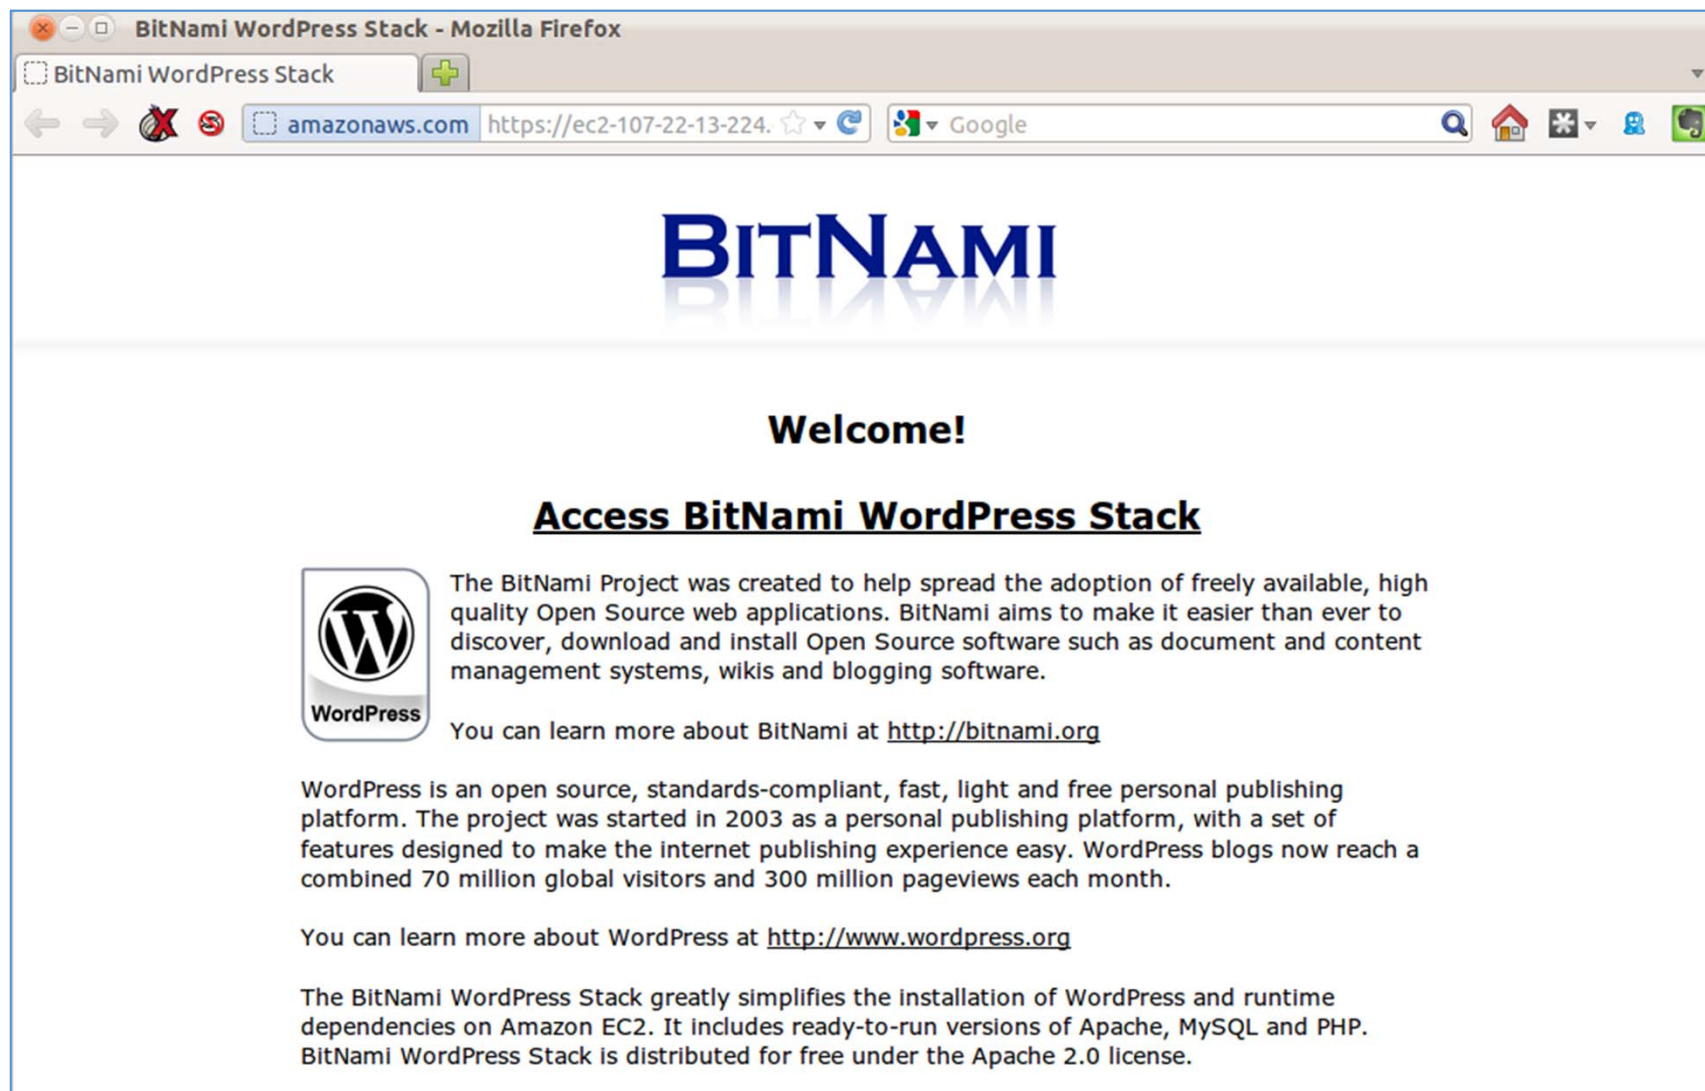 BitNami WordPress Stack - Mozilla Firefox
BitNami WordPress Stack
amazonaws.com https://ec2-107-22-13-224. Google
BITNAMI
Welcome!
Access BitNami WordPress Stack
The BitNami Project was created to help spread the adoption of freely available, high
quality Open Source web applications. BitNami aims to make it easier than ever to
discover, download and install Open Source software such as document and content
management systems, wikis and blogging software.
WordPress
You can learn more about BitNami at http://bitnami.org
WordPress is an open source, standards-compliant, fast, light and free personal publishing
platform. The project was started in 2003 as a personal publishing platform, with a set of
features designed to make the internet publishing experience easy. WordPress blogs now reach a
combined 70 million global visitors and 300 million pageviews each month.
You can learn more about WordPress at http://www.wordpress.org
The BitNami WordPress Stack greatly simplifies the installation of WordPress and runtime
dependencies on Amazon EC2. It includes ready-to-run versions of Apache, MySQL and PHP.
BitNami WordPress Stack is distributed for free under the Apache 2.0 license.